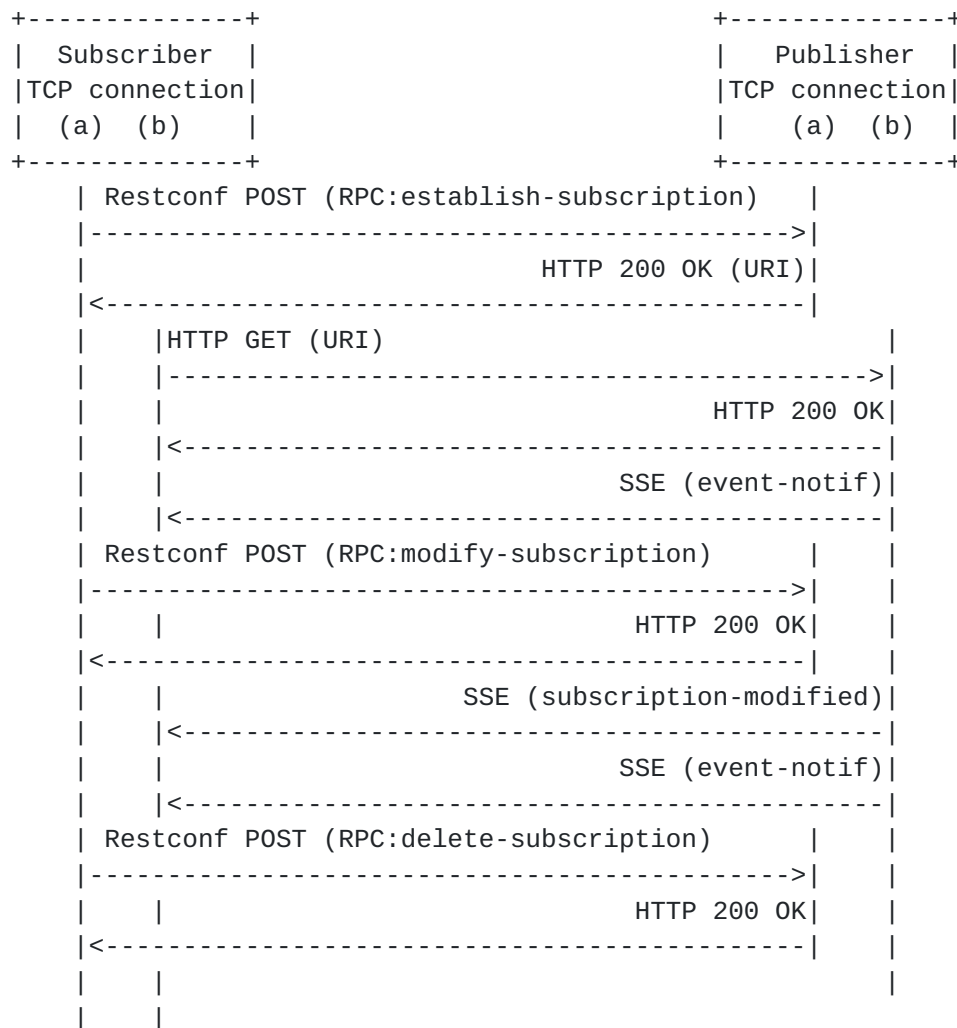 +--------------+                             +--------------+
|  Subscriber  |                             |   Publisher  |
|TCP connection|                             |TCP connection|
|  (a)  (b)    |                             |    (a)  (b)  |
+--------------+                             +--------------+
    | Restconf POST (RPC:establish-subscription)   |
    |--------------------------------------------->|
    |                             HTTP 200 OK (URI)|
    |<---------------------------------------------|
    |    |HTTP GET (URI)                                |
    |    |--------------------------------------------->|
    |    |                                   HTTP 200 OK|
    |    |<---------------------------------------------|
    |    |                             SSE (event-notif)|
    |    |<---------------------------------------------|
    | Restconf POST (RPC:modify-subscription)      |    |
    |--------------------------------------------->|    |
    |    |                              HTTP 200 OK|    |
    |<---------------------------------------------|    |
    |    |                   SSE (subscription-modified)|
    |    |<---------------------------------------------|
    |    |                             SSE (event-notif)|
    |    |<---------------------------------------------|
    | Restconf POST (RPC:delete-subscription)      |    |
    |--------------------------------------------->|    |
    |    |                              HTTP 200 OK|    |
    |<---------------------------------------------|    |
    |    |                                              |
    |    |